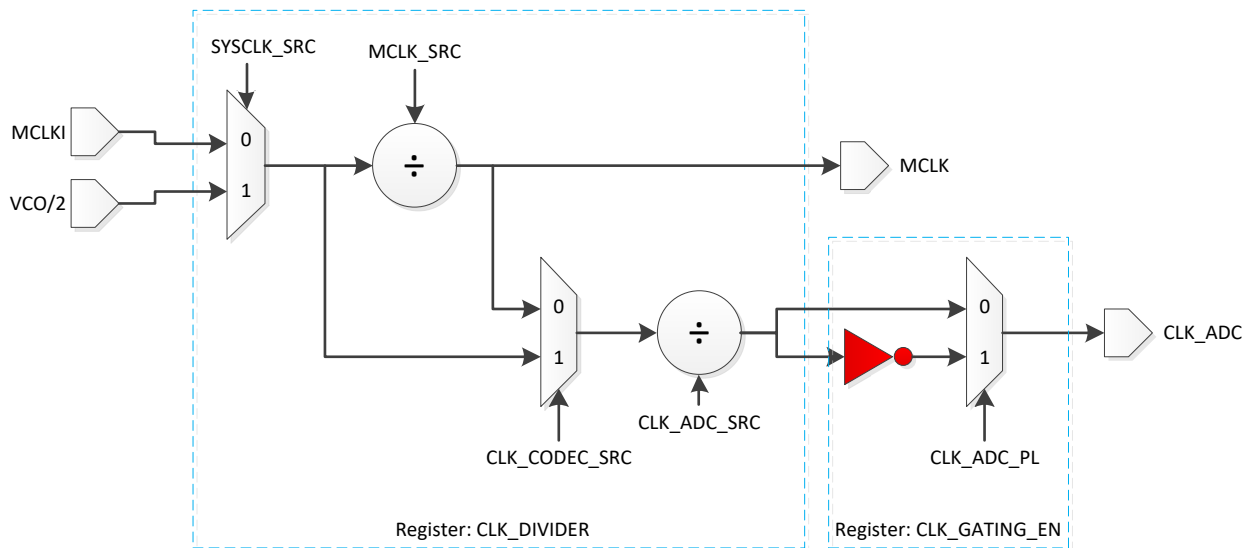 SYSCLK_SRC
MCLK_SRC
MCLKI
0
÷
MCLK
VCO/2
1
0
÷
0
CLK_ADC
1
1
CLK_ADC_SRC
CLK_CODEC_SRC
CLK_ADC_PL
Register: CLK_DIVIDER
Register: CLK_GATING_EN